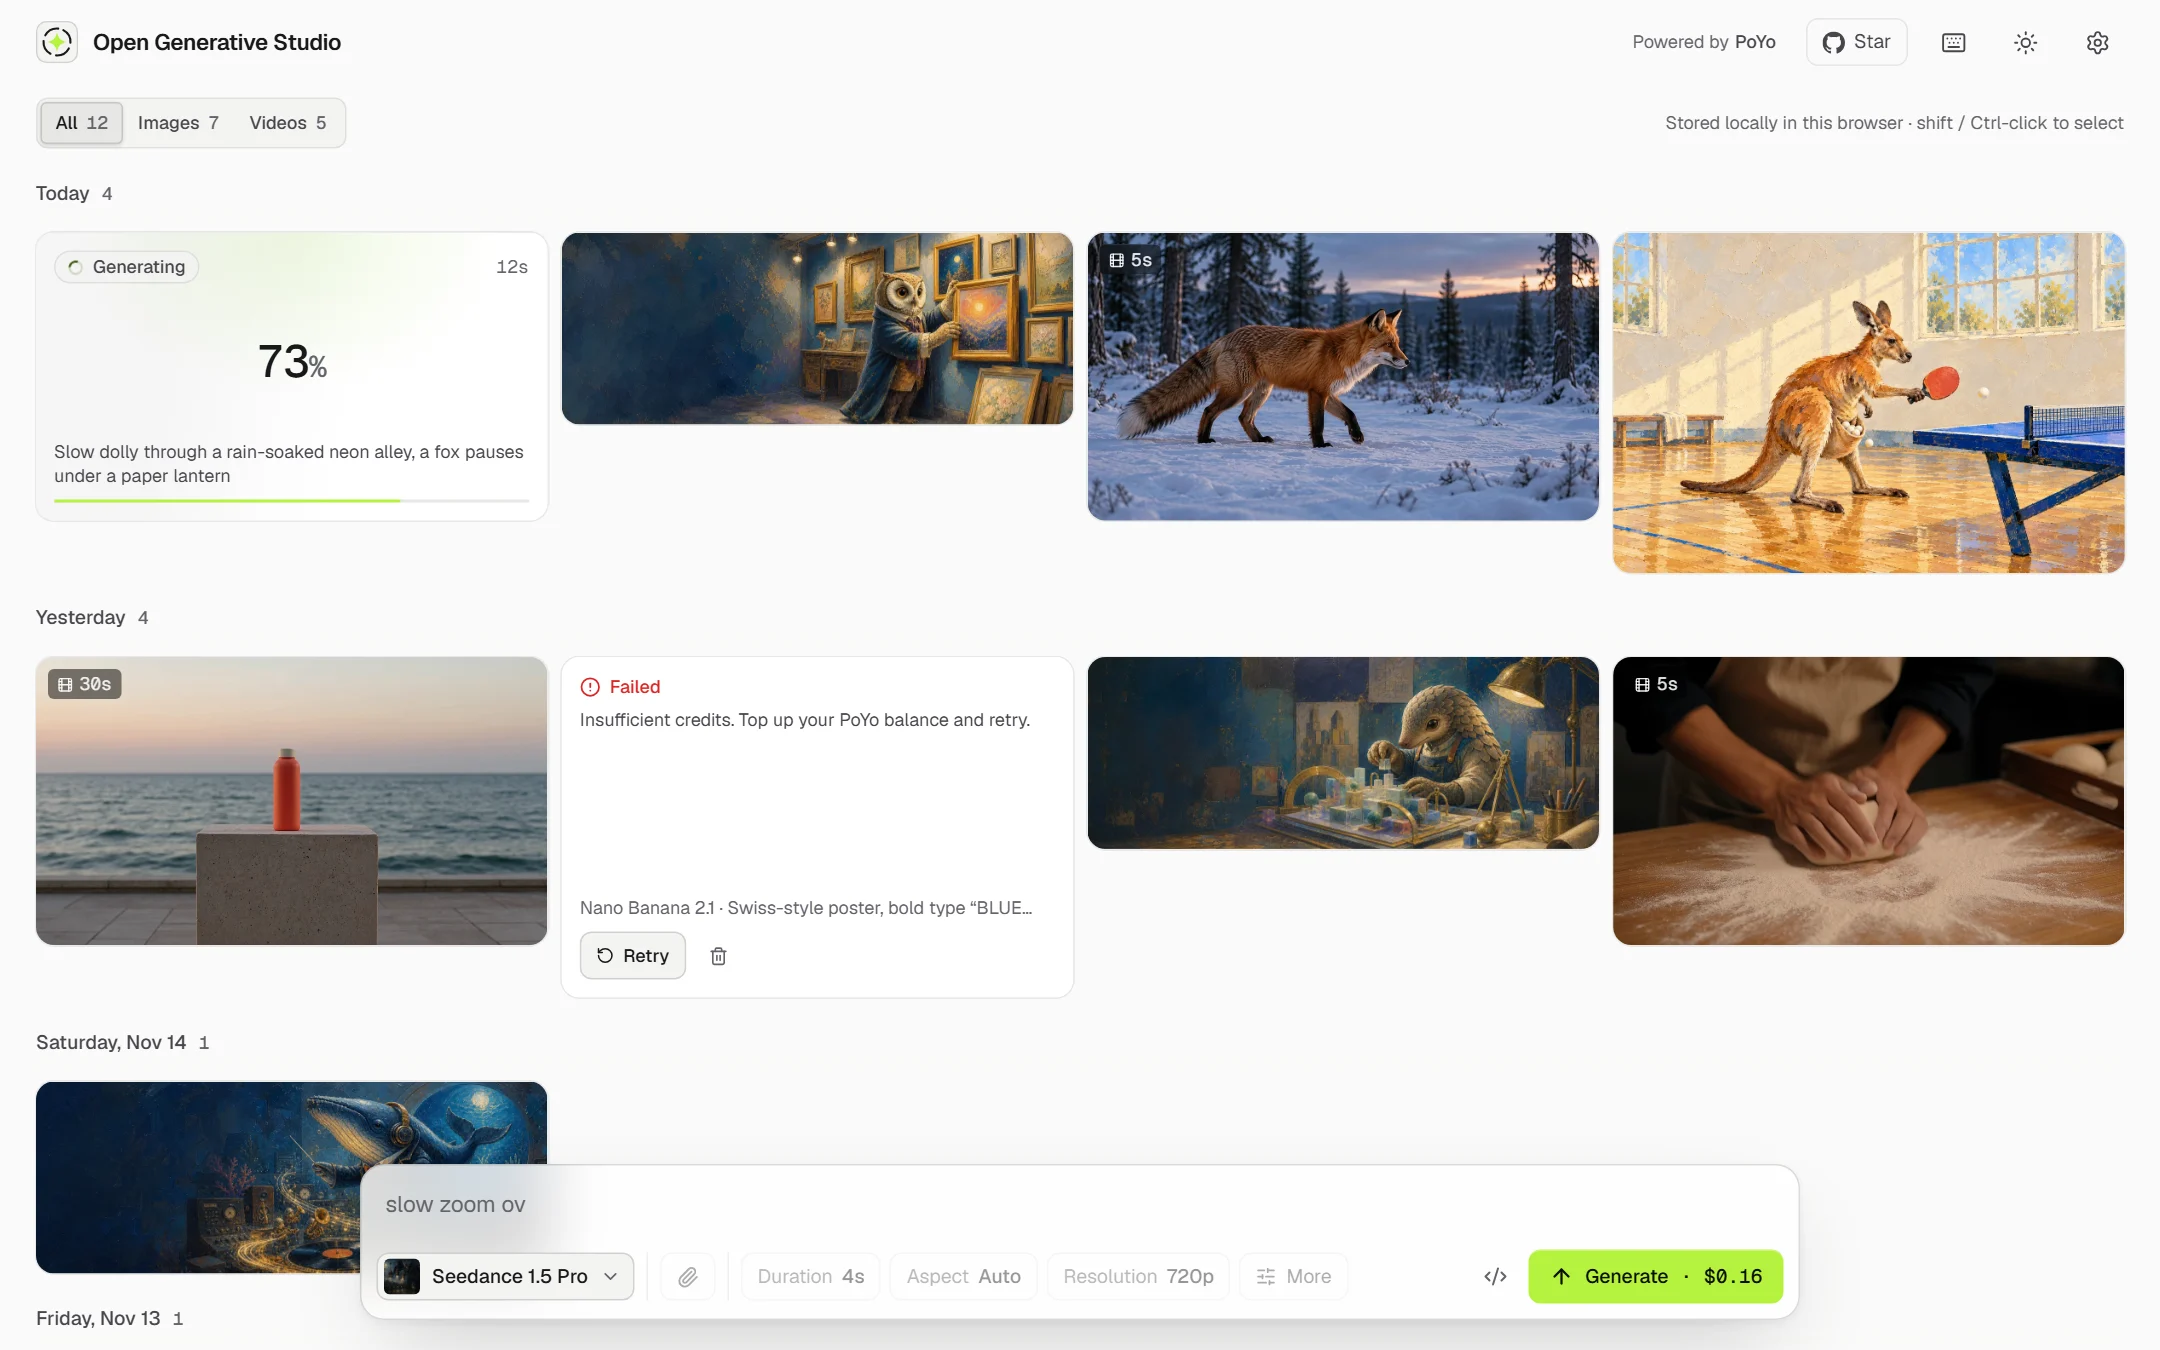 Open Generative Studio
Powered by PoYo
Star
All 12
Images 7
Videos 5
Stored locally in this browser · shift / Ctrl-click to select
Today 4
Generating
12s
73%
Slow dolly through a rain-soaked neon alley, a fox pauses
under a paper lantern
5s
Yesterday 4
30s
Failed
Insufficient credits. Top up your PoYo balance and retry.
Nano Banana 2.1 · Swiss-style poster, bold type “BLUE…
Retry
5s
Saturday, Nov 14 1
slow zoom ov
Seedance 1.5 Pro
Duration 4s
Aspect Auto
Resolution 720p
More
Generate · $0.16
Friday, Nov 13 1